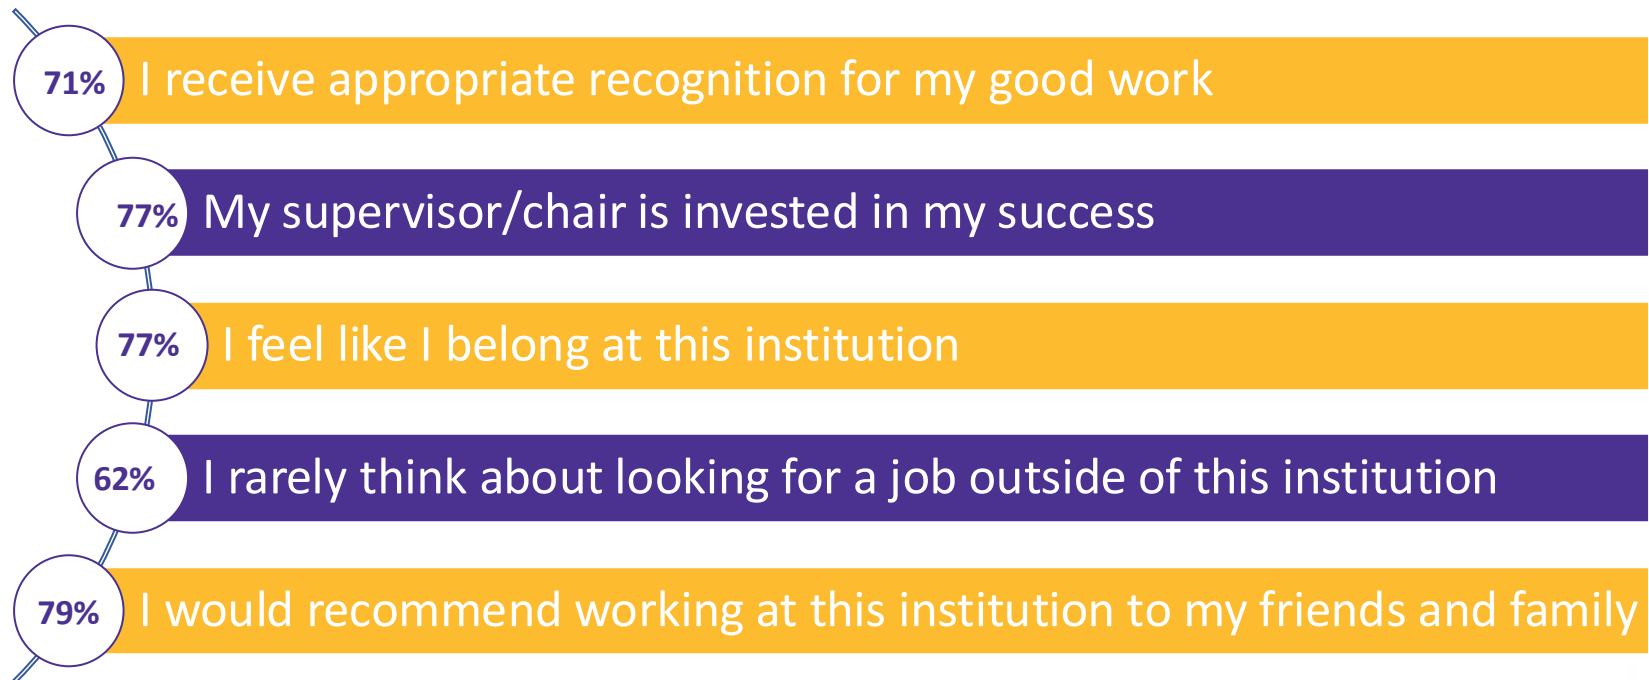 71% I receive appropriate recognition for my good work
77% My supervisor/chair is invested in my success
77% I feel like I belong at this institution
62% I rarely think about looking for a job outside of this institution
79% I would recommend working at this institution to my friends and family